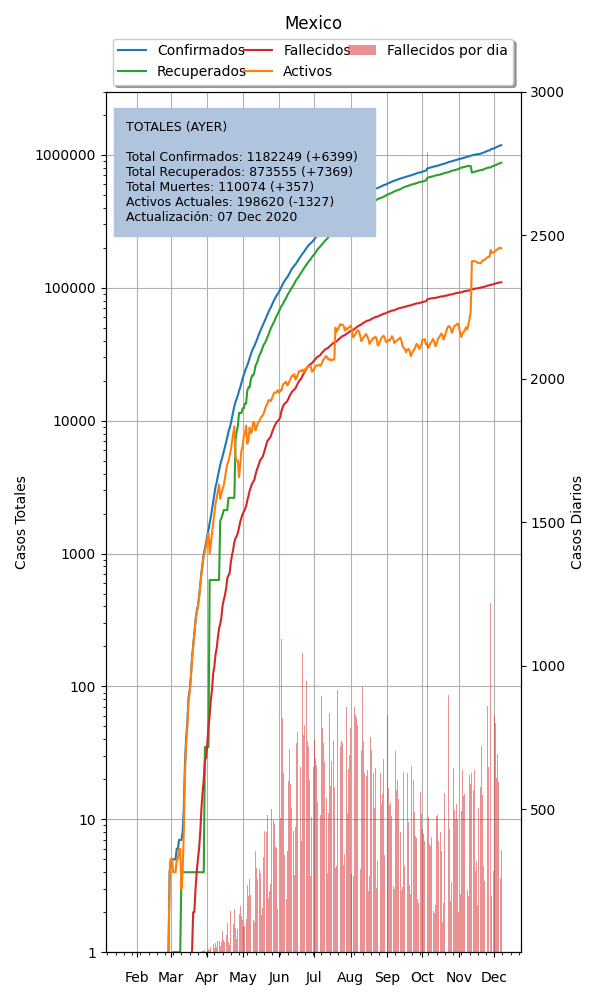 Mexico
Confirmados
Recuperados
Fallecidos
Activos
Fallecidos por dia
TOTALES (AYER)
Total Confirmados: 1182249 (+6399)
Total Recuperados: 873555 (+7369)
Total Muertes: 110074 (+357)
Activos Actuales: 198620 (-1327)
Actualización: 07 Dec 2020
Casos Totales
1000000
100000
10000
1000
100
10
1
3000
2500
2000
1500
1000
500
Casos Diarios
Feb Mar Apr May Jun Jul Aug Sep Oct Nov Dec